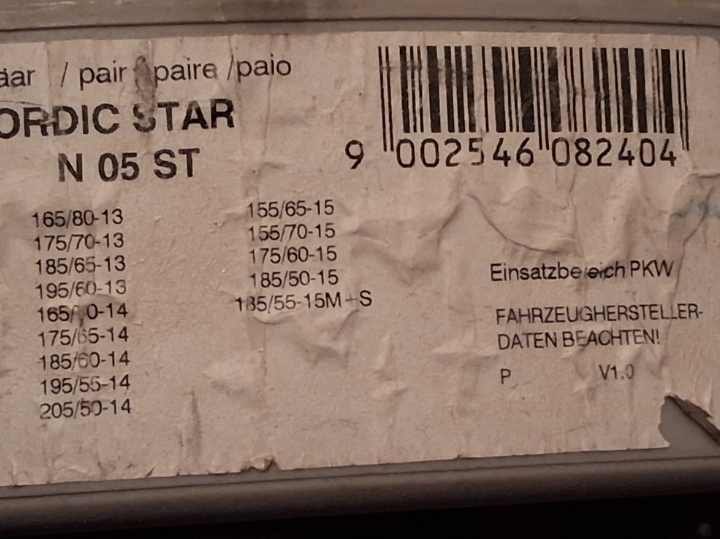 äar / pair / paire /paio
ORDIC STAR
N 05 ST
9 002546 082404
165/80-13
175/70-13
185/65-13
195/60-13
175/65-14
185/60-14
195/55-14
205/50-14
155/65-15
155/70-15
175/60-15
185/50-15
185/55-15M+S
Einsatzbereich PKW
FAHRZEUGHERSTELLER-
DATEN BEACHTEN!
P V1.0